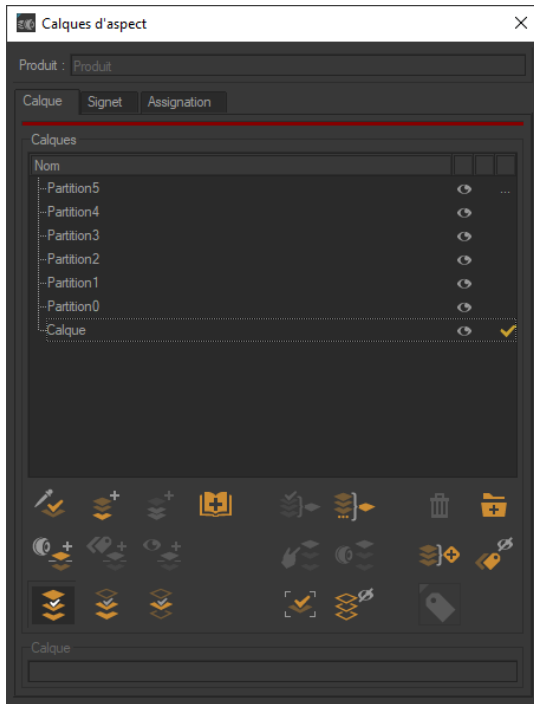 Calques d'aspect
Produit : Produit
Calque Signet Assignation
Calques
Nom
Partition5 ...
Partition4
Partition3
Partition2
Partition1
Partition0
Calque
Calque